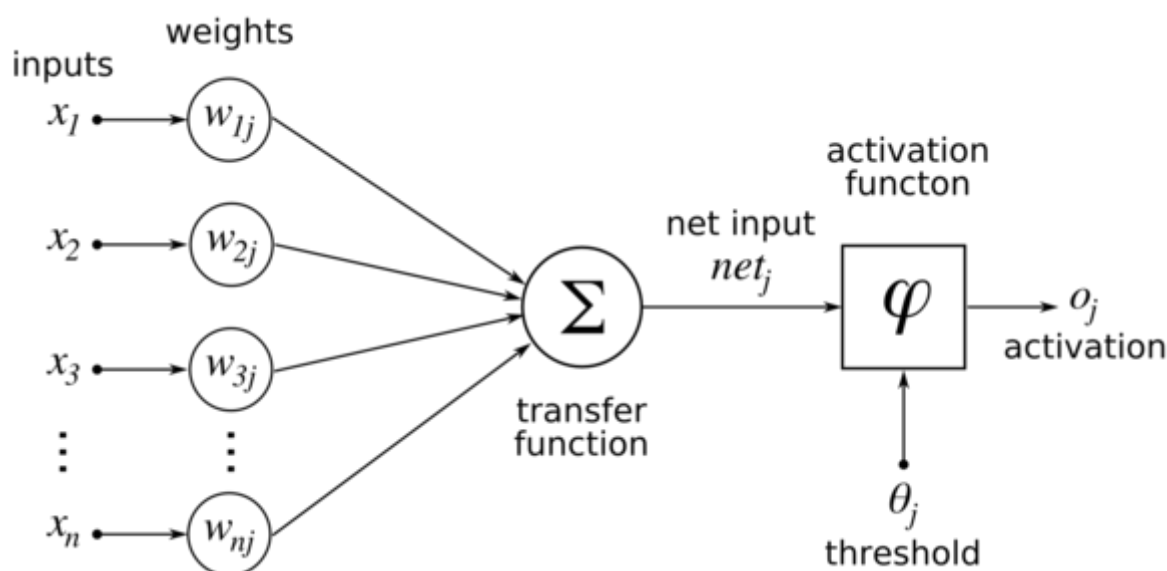 weights
inputs
x1
w1j
x2
w2j
x3
w3j
⋮
⋮
xn
wnj
Σ
transfer
function
net input
netj
activation
functon
φ
oj
activation
θj
threshold